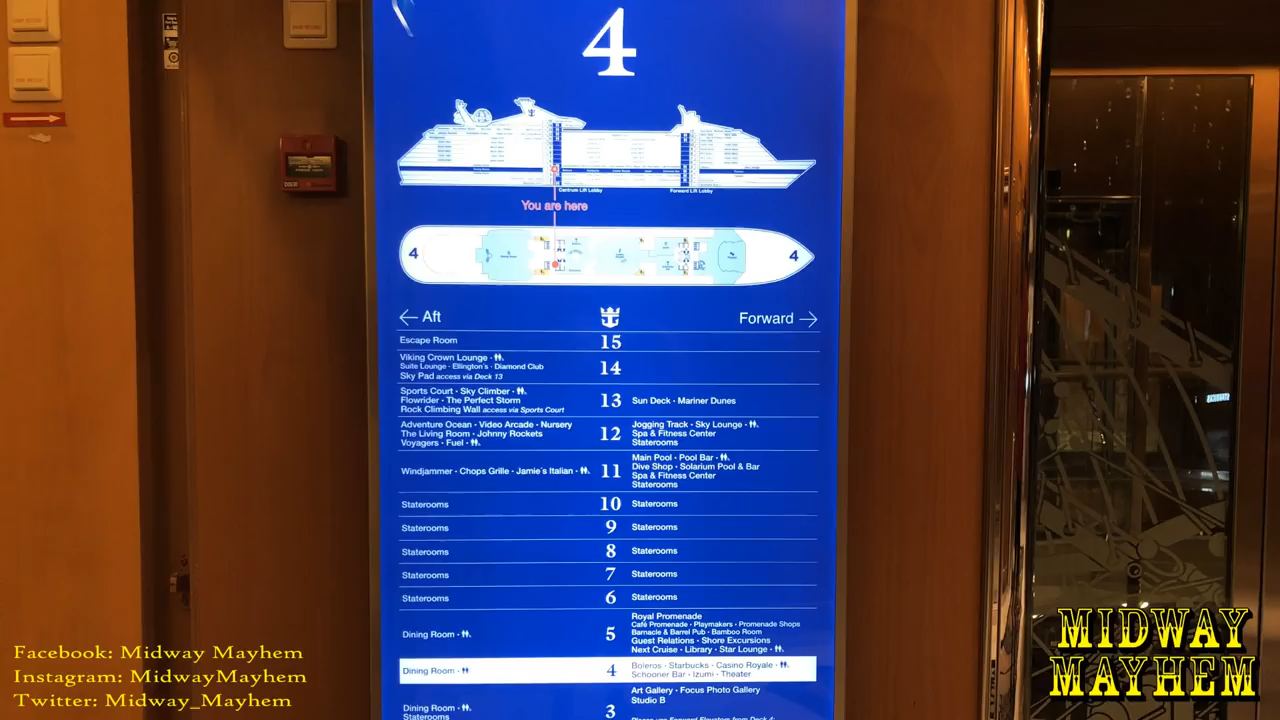 4
Centrum Lift Lobby
Forward Lift Lobby
You are here
4
4
← Aft
Forward →
Escape Room
15
Viking Crown Lounge ·
Suite Lounge · Ellington's · Diamond Club
Sky Pad access via Deck 13
14
Sports Court · Sky Climber ·
Flowrider · The Perfect Storm
Rock Climbing Wall access via Sports Court
13
Sun Deck · Mariner Dunes
Adventure Ocean · Video Arcade · Nursery
The Living Room · Johnny Rockets
Voyagers · Fuel ·
12
Jogging Track · Sky Lounge ·
Spa & Fitness Center
Staterooms
Windjammer · Chops Grille · Jamie's Italian ·
11
Main Pool · Pool Bar ·
Dive Shop · Solarium Pool & Bar
Spa & Fitness Center
Staterooms
Staterooms
10
Staterooms
Staterooms
9
Staterooms
Staterooms
8
Staterooms
Staterooms
7
Staterooms
Staterooms
6
Staterooms
Dining Room ·
5
Royal Promenade
Café Promenade · Playmakers · Promenade Shops
Barnacle & Barrel Pub · Bamboo Room
Guest Relations · Shore Excursions
Next Cruise · Library · Star Lounge ·
Dining Room ·
4
Boleros · Starbucks · Casino Royale ·
Schooner Bar · Izumi · Theater
Dining Room ·
Staterooms
3
Art Gallery · Focus Photo Gallery
Studio B
Please use Forward Elevators from Deck 4:
Facebook: Midway Mayhem
Instagram: MidwayMayhem
Twitter: Midway_Mayhem
MIDWAY
MAYHEM